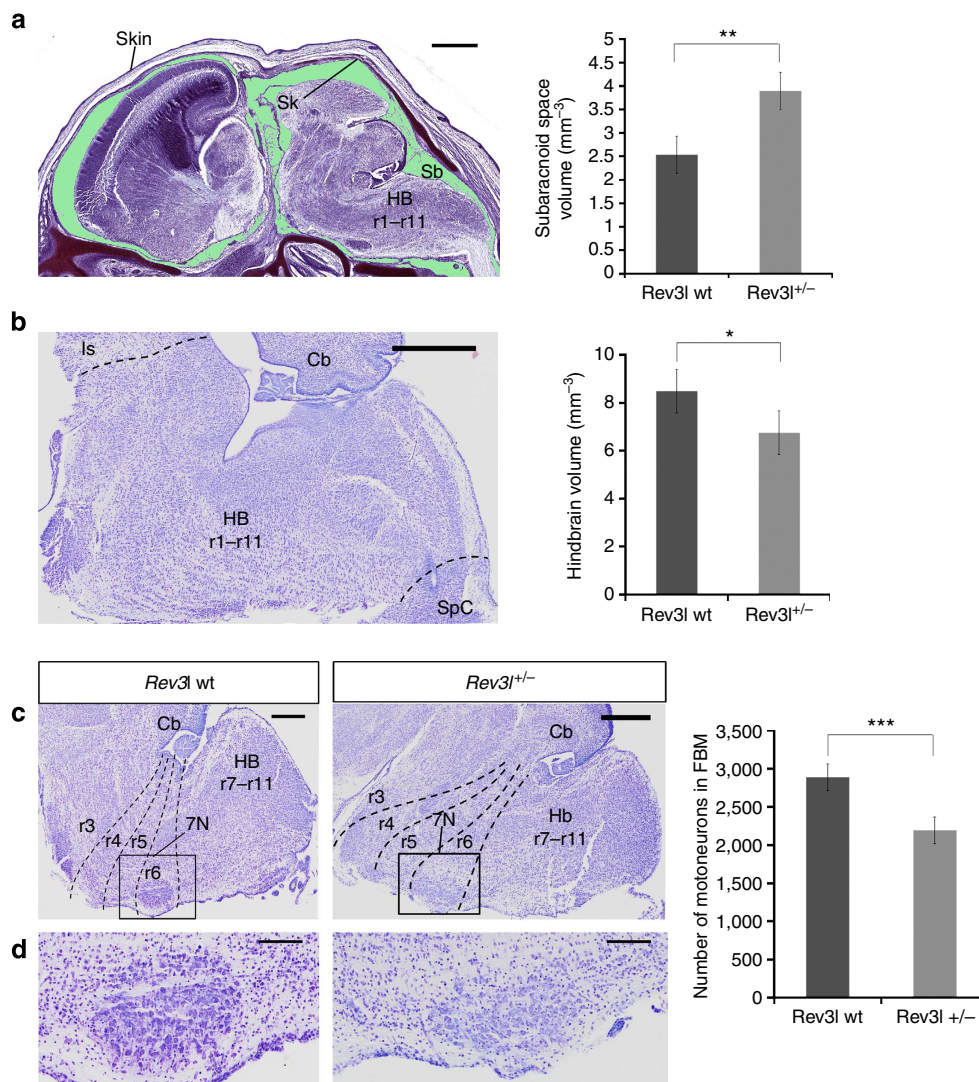 a
Skin
Sk
Sb
HB
r1–r11
Subaracnoid space
volume (mm⁻³)
5
4.5
4
3.5
3
2.5
2
1.5
1
0.5
0
**
Rev3l wt
Rev3l⁺/⁻
b
Is
Cb
HB
r1–r11
SpC
Hindbrain volume (mm⁻³)
10
8
6
4
2
0
*
Rev3l wt
Rev3l⁺/⁻
Rev3l wt
Rev3l⁺/⁻
c
Cb
HB
r7–r11
r3
r4
r5
7N
r6
Cb
r3
r4
7N
r5
r6
Hb
r7–r11
d
Number of motoneurons in FBM
3,500
3,000
2,500
2,000
1,500
1,000
500
0
***
Rev3l wt
Rev3l +/–